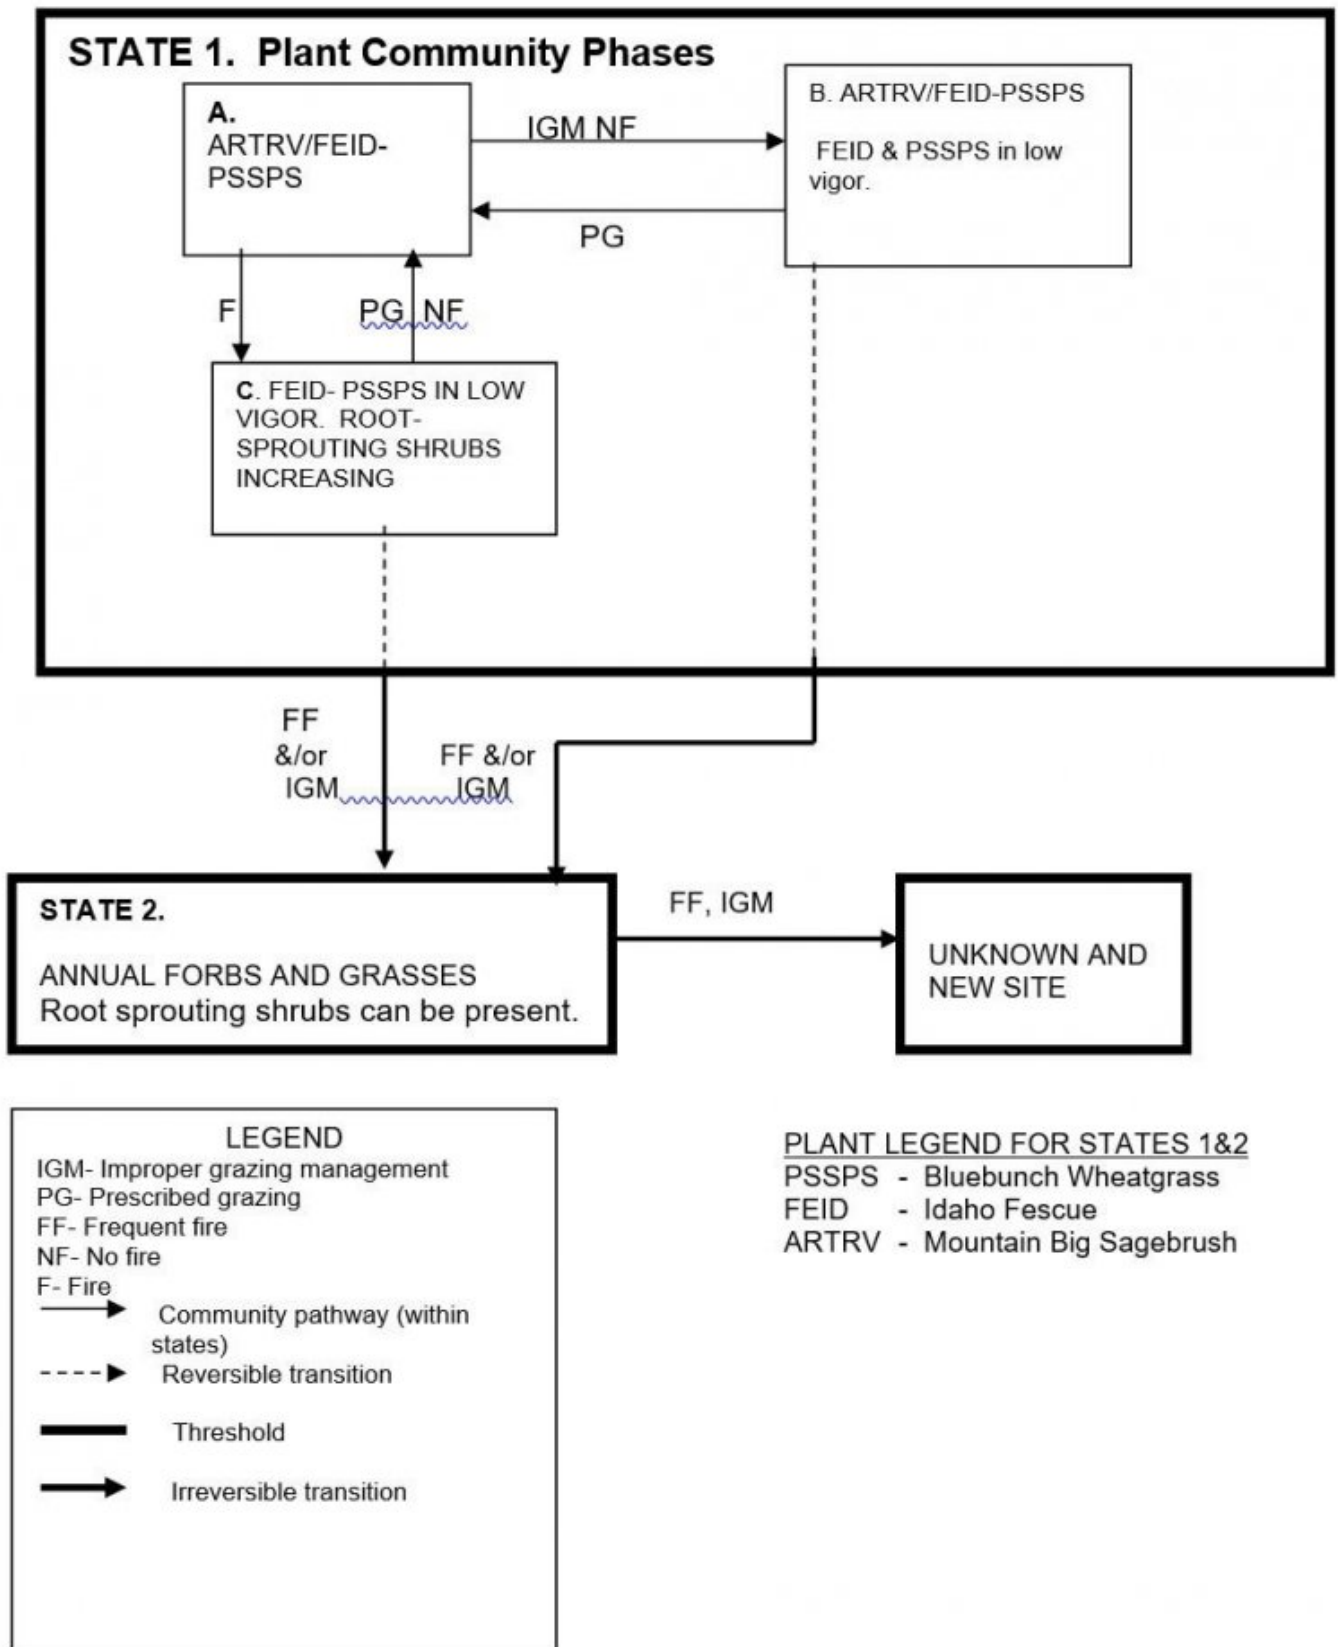 STATE 1.  Plant Community Phases
A.
ARTRV/FEID-
PSSPS
IGM NF
B. ARTRV/FEID-PSSPS
FEID & PSSPS in low
vigor.
PG
F
PG NF
C. FEID- PSSPS IN LOW
VIGOR.  ROOT-
SPROUTING SHRUBS
INCREASING
FF
&/or
IGM
FF &/or
IGM
STATE 2.
ANNUAL FORBS AND GRASSES
Root sprouting shrubs can be present.
FF, IGM
UNKNOWN AND
NEW SITE
LEGEND
IGM- Improper grazing management
PG- Prescribed grazing
FF- Frequent fire
NF- No fire
F- Fire
Community pathway (within
states)
Reversible transition
Threshold
Irreversible transition
PLANT LEGEND FOR STATES 1&2
PSSPS - Bluebunch Wheatgrass
FEID - Idaho Fescue
ARTRV - Mountain Big Sagebrush